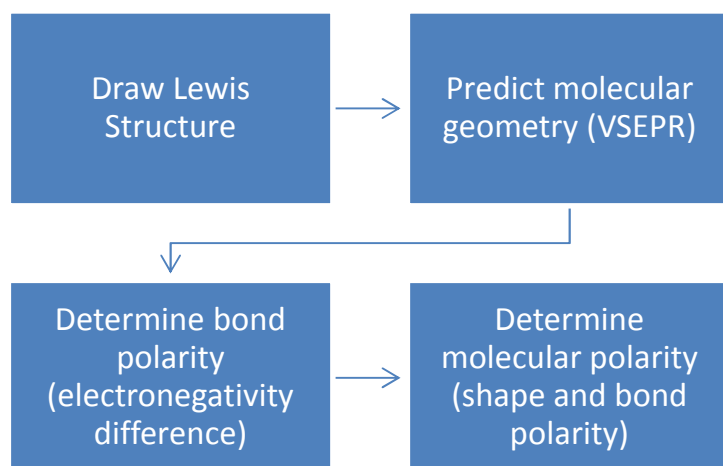 Draw Lewis
Structure
Predict molecular
geometry (VSEPR)
Determine bond
polarity
(electronegativity
difference)
Determine
molecular polarity
(shape and bond
polarity)